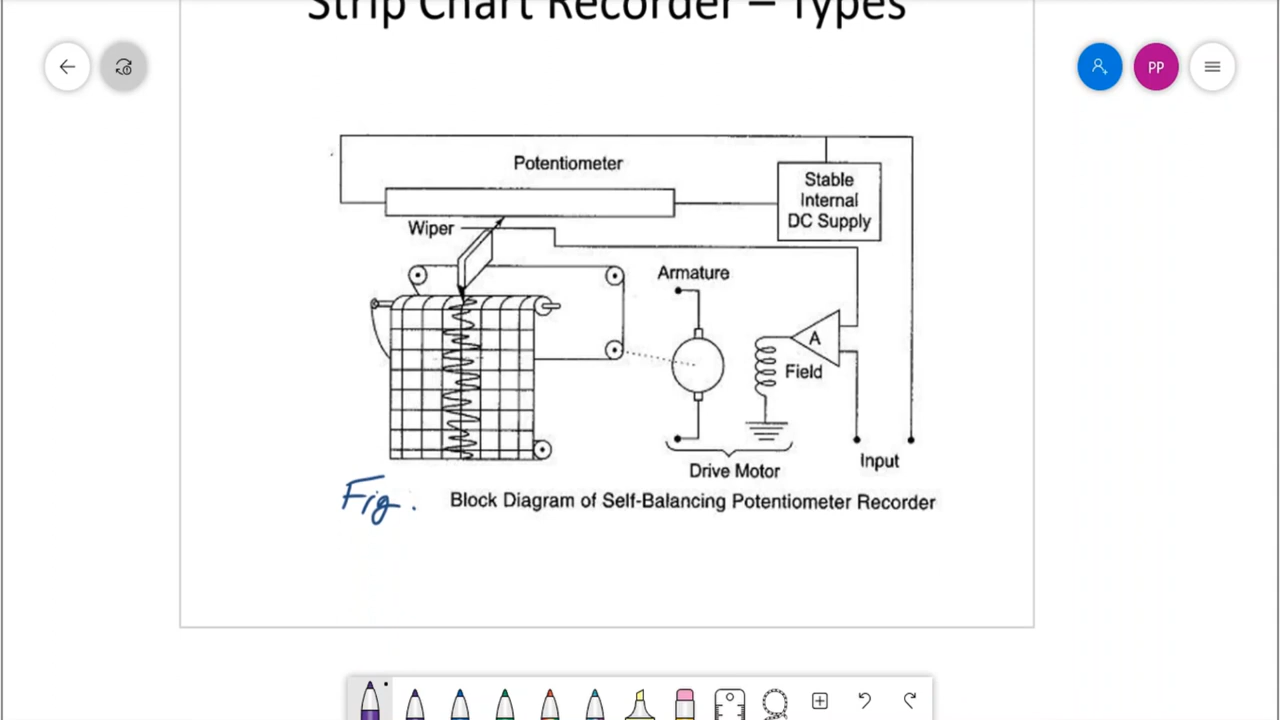 Strip Chart Recorder – Types
PP
Potentiometer
Stable
Internal
DC Supply
Wiper
Armature
A
Field
Input
Drive Motor
Fig. Block Diagram of Self-Balancing Potentiometer Recorder